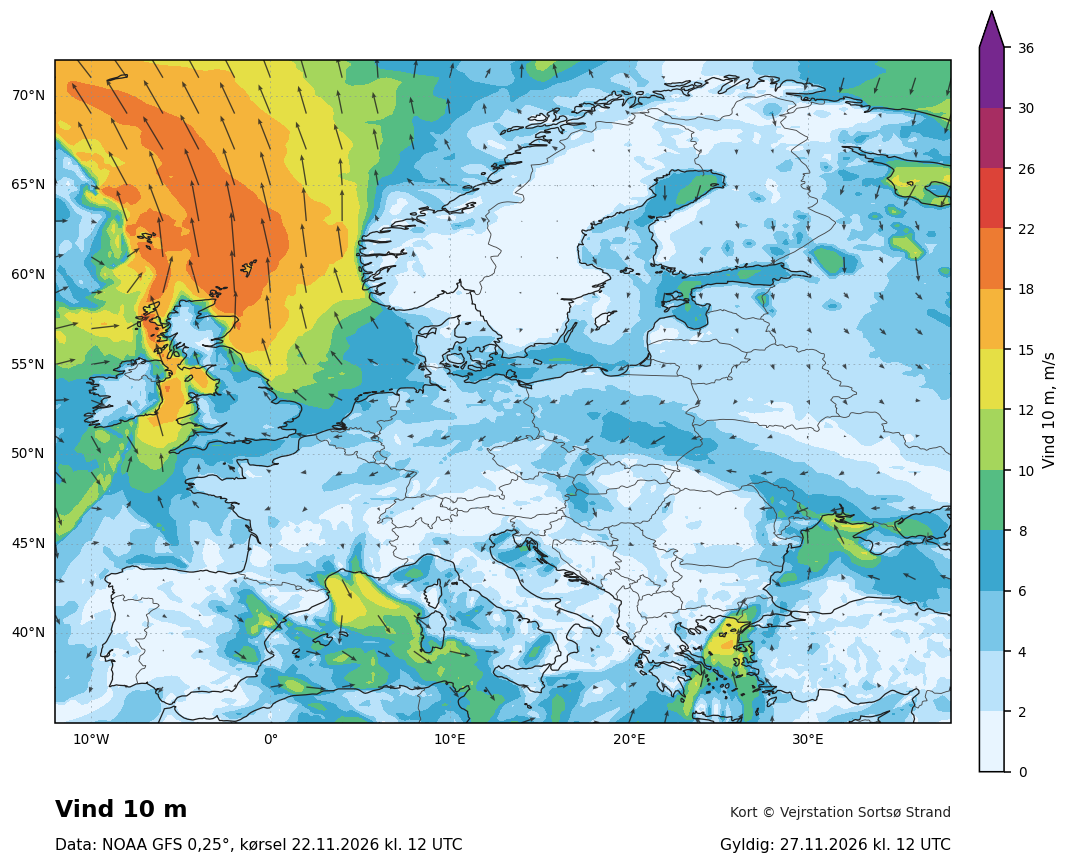 36
30
26
22
18
15
12
10
8
6
4
2
0
Vind 10 m, m/s
70°N
65°N
60°N
55°N
50°N
45°N
40°N
10°W
0°
10°E
20°E
30°E
Vind 10 m
Kort © Vejrstation Sortsø Strand
Data: NOAA GFS 0,25°, kørsel 22.11.2026 kl. 12 UTC
Gyldig: 27.11.2026 kl. 12 UTC